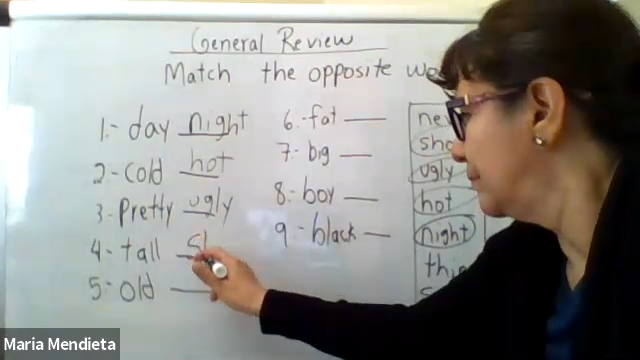 General Review
Match the opposite
1.- day night
2.- cold hot
3.- Pretty ugly
4.- tall
5.- old
6.- fat
7.- big
8.- boy
9.- black
ugly
hot
night
Maria Mendieta